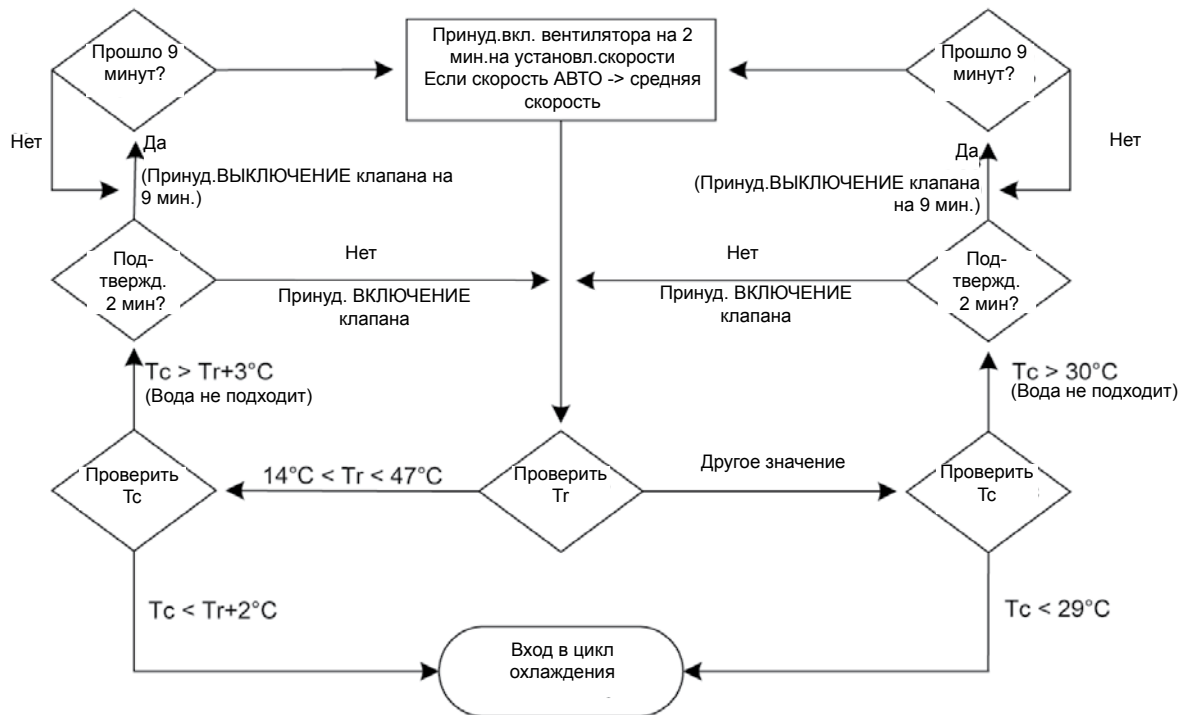 Прошло 9
минут?
Принуд.вкл. вентилятора на 2
мин.на установл.скорости
Если скорость АВТО -> средняя
скорость
Прошло 9
минут?
Нет
Да
(Принуд.ВЫКЛЮЧЕНИЕ клапана на
9 мин.)
Да
Нет
(Принуд.ВЫКЛЮЧЕНИЕ клапана
на 9 мин.)
Под-
твержд.
2 мин?
Нет
Принуд. ВКЛЮЧЕНИЕ
клапана
Нет
Принуд. ВКЛЮЧЕНИЕ
клапана
Под-
твержд.
2 мин?
Tc > Tr+3°C
(Вода не подходит)
Tc > 30°C
(Вода не подходит)
Проверить
Tc
14°C < Tr < 47°C
Проверить
Tr
Другое значение
Проверить
Tc
Tc < Tr+2°C
Tc < 29°C
Вход в цикл
охлаждения